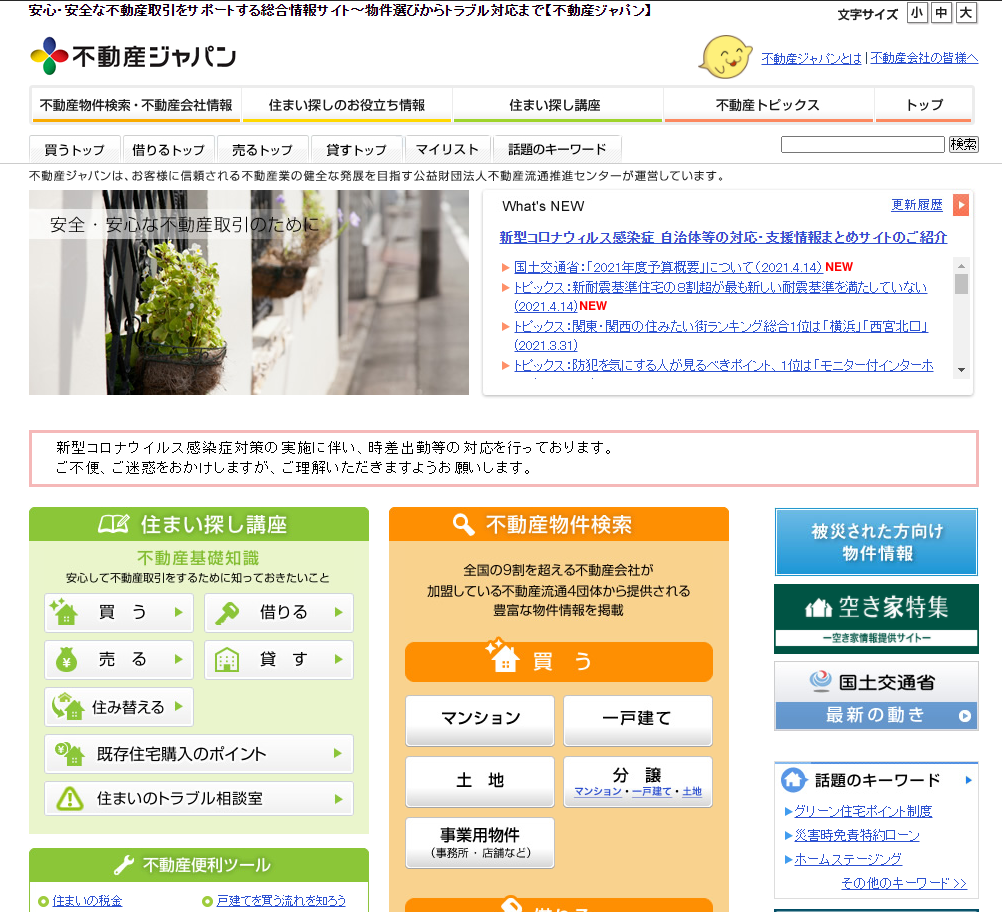 安心・安全な不動産取引をサポートする総合情報サイト～物件選びからトラブル対応まで【不動産ジャパン】
文字サイズ 小 中 大
不動産ジャパン
不動産ジャパンとは | 不動産会社の皆様へ
不動産物件検索・不動産会社情報 住まい探しのお役立ち情報 住まい探し講座 不動産トピックス トップ
買うトップ 借りるトップ 売るトップ 貸すトップ マイリスト 話題のキーワード 検索
不動産ジャパンは、お客様に信頼される不動産業の健全な発展を目指す公益財団法人不動産流通推進センターが運営しています。
安全・安心な不動産取引のために
What's NEW 更新履歴
新型コロナウィルス感染症 自治体等の対応・支援情報まとめサイトのご紹介
国土交通省：「2021年度予算概要」について（2021.4.14） NEW
トピックス：新耐震基準住宅の8割超が最も新しい耐震基準を満たしていない
(2021.4.14) NEW
トピックス：関東・関西の住みたい街ランキング総合1位は「横浜」「西宮北口」
(2021.3.31)
トピックス：防犯を気にする人が見るべきポイント、1位は「モニター付インターホ
新型コロナウイルス感染症対策の実施に伴い、時差出勤等の対応を行っております。
ご不便、ご迷惑をおかけしますが、ご理解いただきますようお願いします。
住まい探し講座
不動産基礎知識
安心して不動産取引をするために知っておきたいこと
買う 借りる
売る 貸す
住み替える
既存住宅購入のポイント
住まいのトラブル相談室
不動産便利ツール
住まいの税金 戸建てを買う流れを知ろう
不動産物件検索
全国の9割を超える不動産会社が
加盟している不動産流通4団体から提供される
豊富な物件情報を掲載
買う
マンション 一戸建て
土地 分譲
マンション・一戸建て・土地
事業用物件
（事務所・店舗など）
借りる
被災された方向け
物件情報
空き家特集
ー空き家情報提供サイトー
国土交通省
最新の動き
話題のキーワード
グリーン住宅ポイント制度
災害時免責特約ローン
ホームステージング
その他のキーワード>>